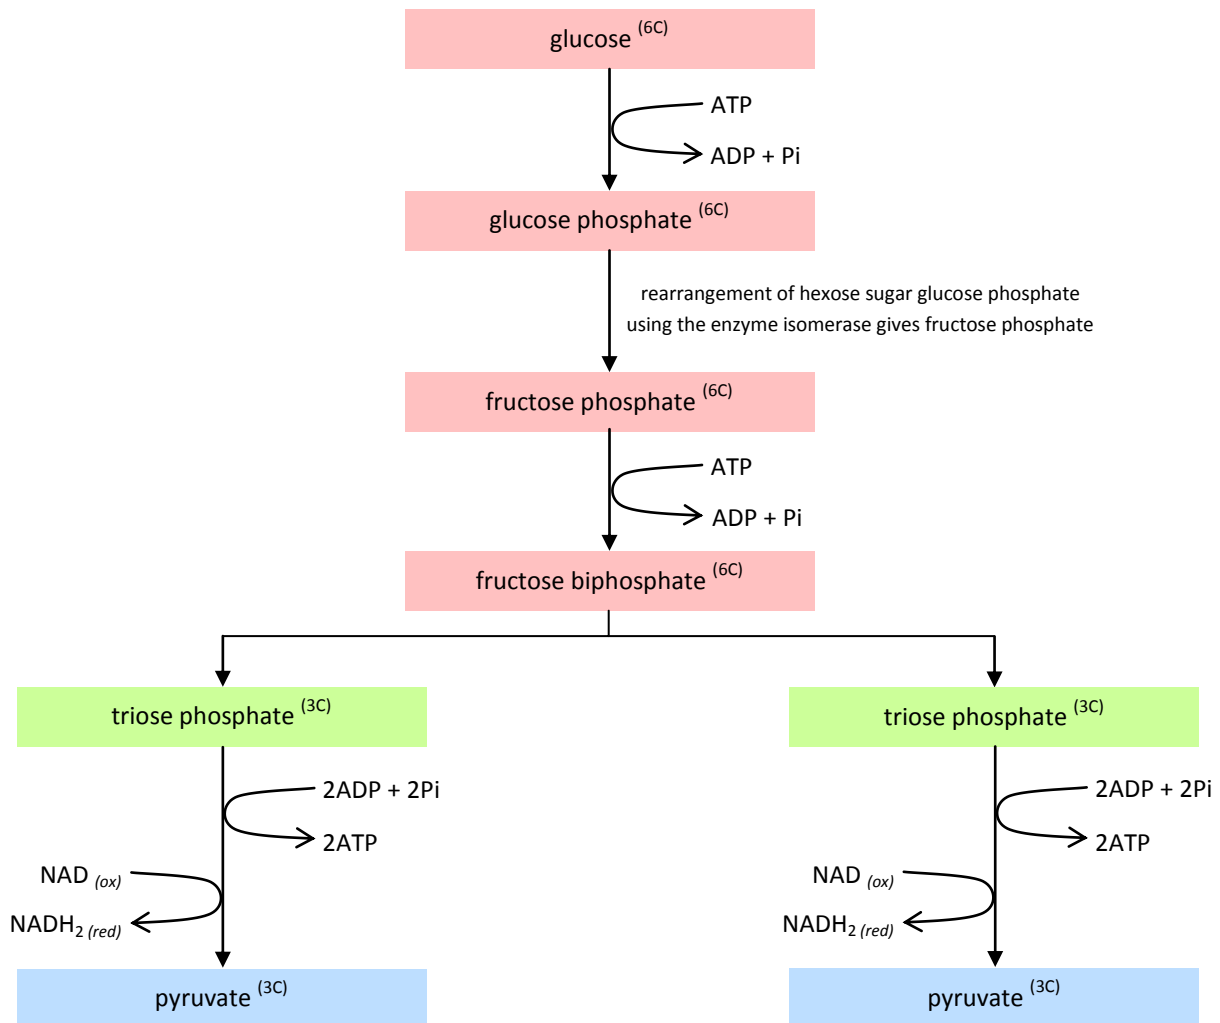 glucose (6C)
ATP
ADP + Pi
glucose phosphate (6C)
rearrangement of hexose sugar glucose phosphate
using the enzyme isomerase gives fructose phosphate
fructose phosphate (6C)
ATP
ADP + Pi
fructose biphosphate (6C)
triose phosphate (3C)
triose phosphate (3C)
2ADP + 2Pi
2ATP
NAD (ox)
NADH2 (red)
2ADP + 2Pi
2ATP
NAD (ox)
NADH2 (red)
pyruvate (3C)
pyruvate (3C)